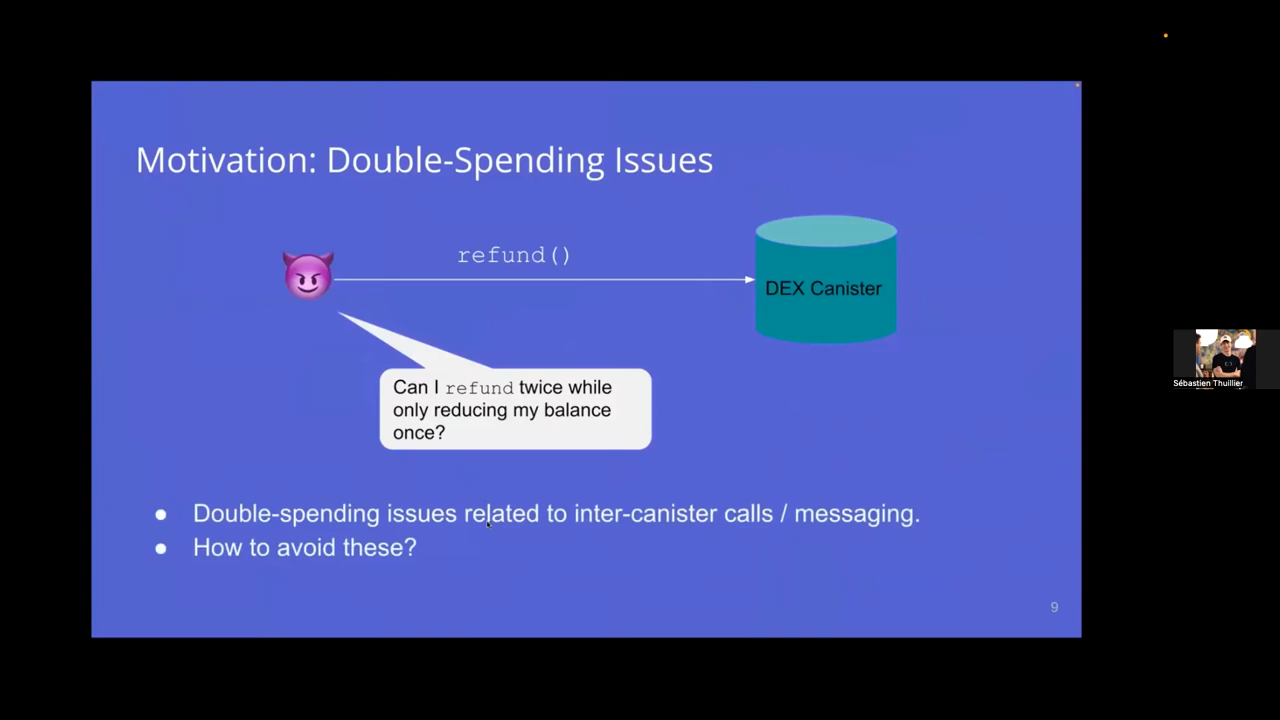 Motivation: Double-Spending Issues
refund()
DEX Canister
Can I refund twice while
only reducing my balance
once?
● Double-spending issues related to inter-canister calls / messaging.
● How to avoid these?
9
Sébastien Thuillier